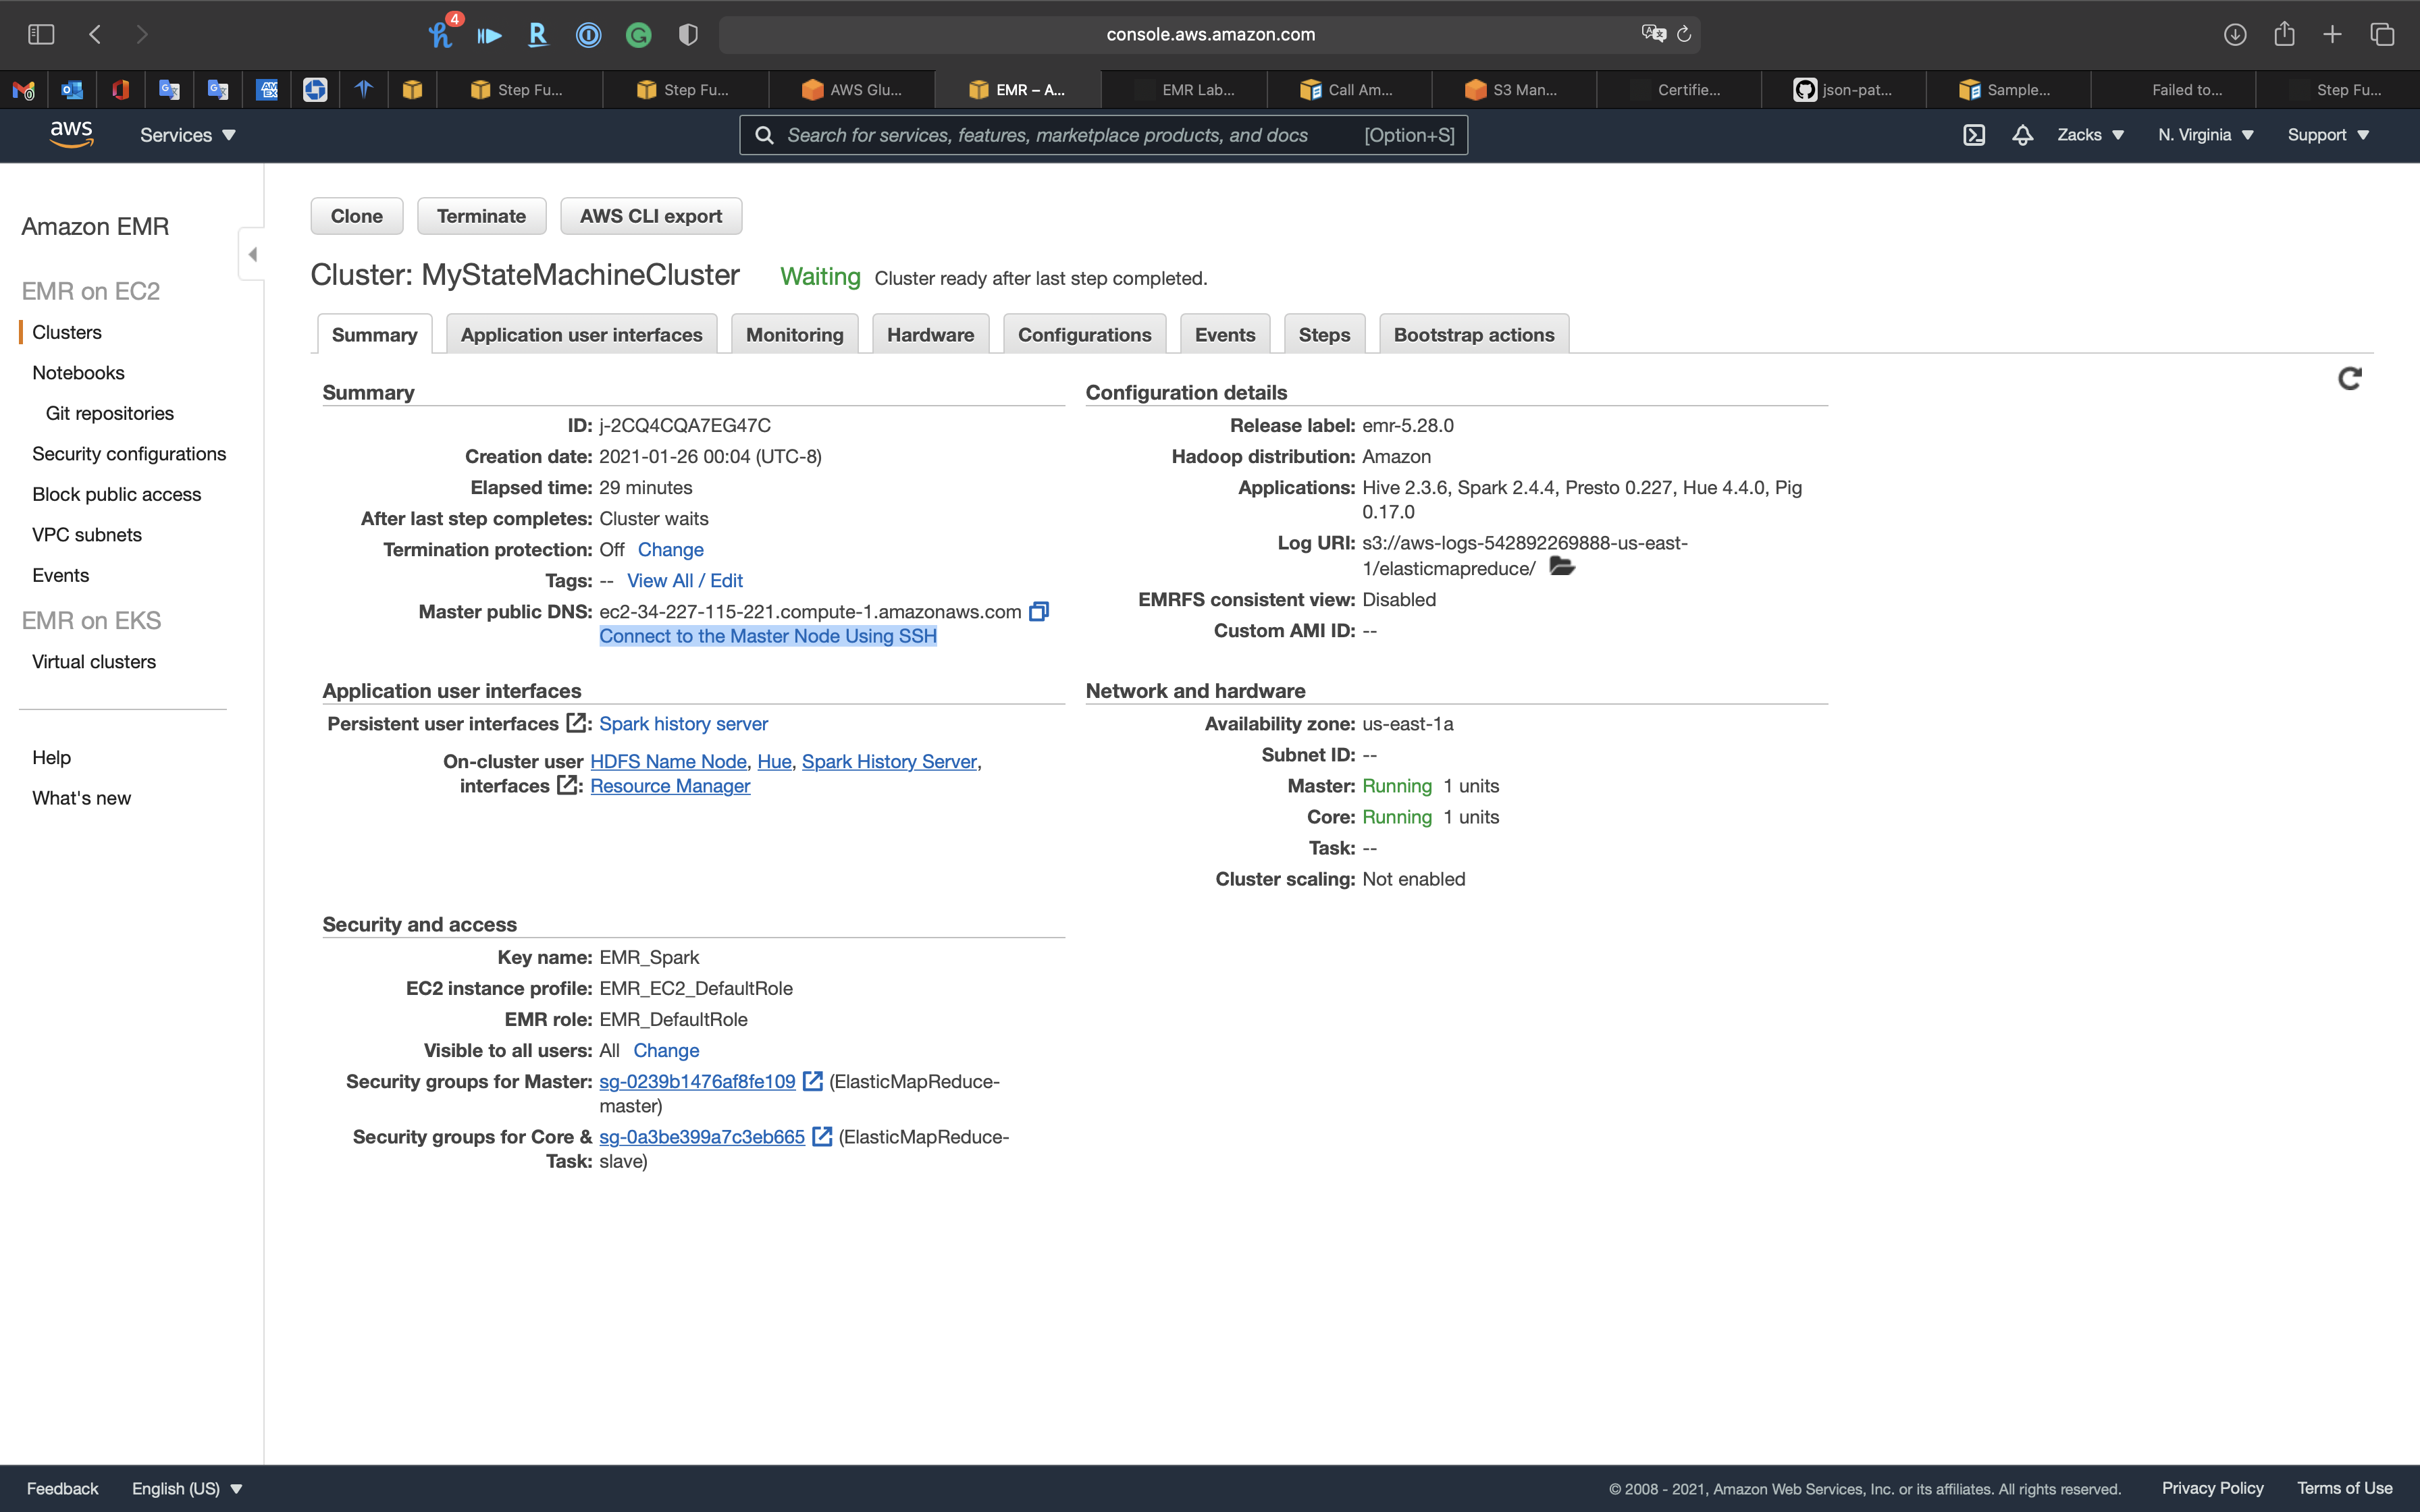 4
console.aws.amazon.com
Step Fu...
Step Fu...
AWS Glu...
EMR – A...
EMR Lab...
Call Am...
S3 Man...
Certifie...
json-pat...
Sample...
Failed to...
Step Fu...
aws
Services
Search for services, features, marketplace products, and docs
[Option+S]
Zacks
N. Virginia
Support
Amazon EMR
EMR on EC2
Clusters
Notebooks
Git repositories
Security configurations
Block public access
VPC subnets
Events
EMR on EKS
Virtual clusters
Help
What's new
Clone
Terminate
AWS CLI export
Cluster: MyStateMachineCluster
Waiting Cluster ready after last step completed.
Summary
Application user interfaces
Monitoring
Hardware
Configurations
Events
Steps
Bootstrap actions
Summary
ID: j-2CQ4CQA7EG47C
Creation date: 2021-01-26 00:04 (UTC-8)
Elapsed time: 29 minutes
After last step completes: Cluster waits
Termination protection: Off Change
Tags: -- View All / Edit
Master public DNS: ec2-34-227-115-221.compute-1.amazonaws.com
Connect to the Master Node Using SSH
Configuration details
Release label: emr-5.28.0
Hadoop distribution: Amazon
Applications: Hive 2.3.6, Spark 2.4.4, Presto 0.227, Hue 4.4.0, Pig
0.17.0
Log URI: s3://aws-logs-542892269888-us-east-
1/elasticmapreduce/
EMRFS consistent view: Disabled
Custom AMI ID: --
Application user interfaces
Persistent user interfaces : Spark history server
On-cluster user HDFS Name Node, Hue, Spark History Server,
interfaces : Resource Manager
Network and hardware
Availability zone: us-east-1a
Subnet ID: --
Master: Running 1 units
Core: Running 1 units
Task: --
Cluster scaling: Not enabled
Security and access
Key name: EMR_Spark
EC2 instance profile: EMR_EC2_DefaultRole
EMR role: EMR_DefaultRole
Visible to all users: All Change
Security groups for Master: sg-0239b1476af8fe109 (ElasticMapReduce-
master)
Security groups for Core & sg-0a3be399a7c3eb665 (ElasticMapReduce-
Task: slave)
Feedback
English (US)
© 2008 - 2021, Amazon Web Services, Inc. or its affiliates. All rights reserved.
Privacy Policy
Terms of Use